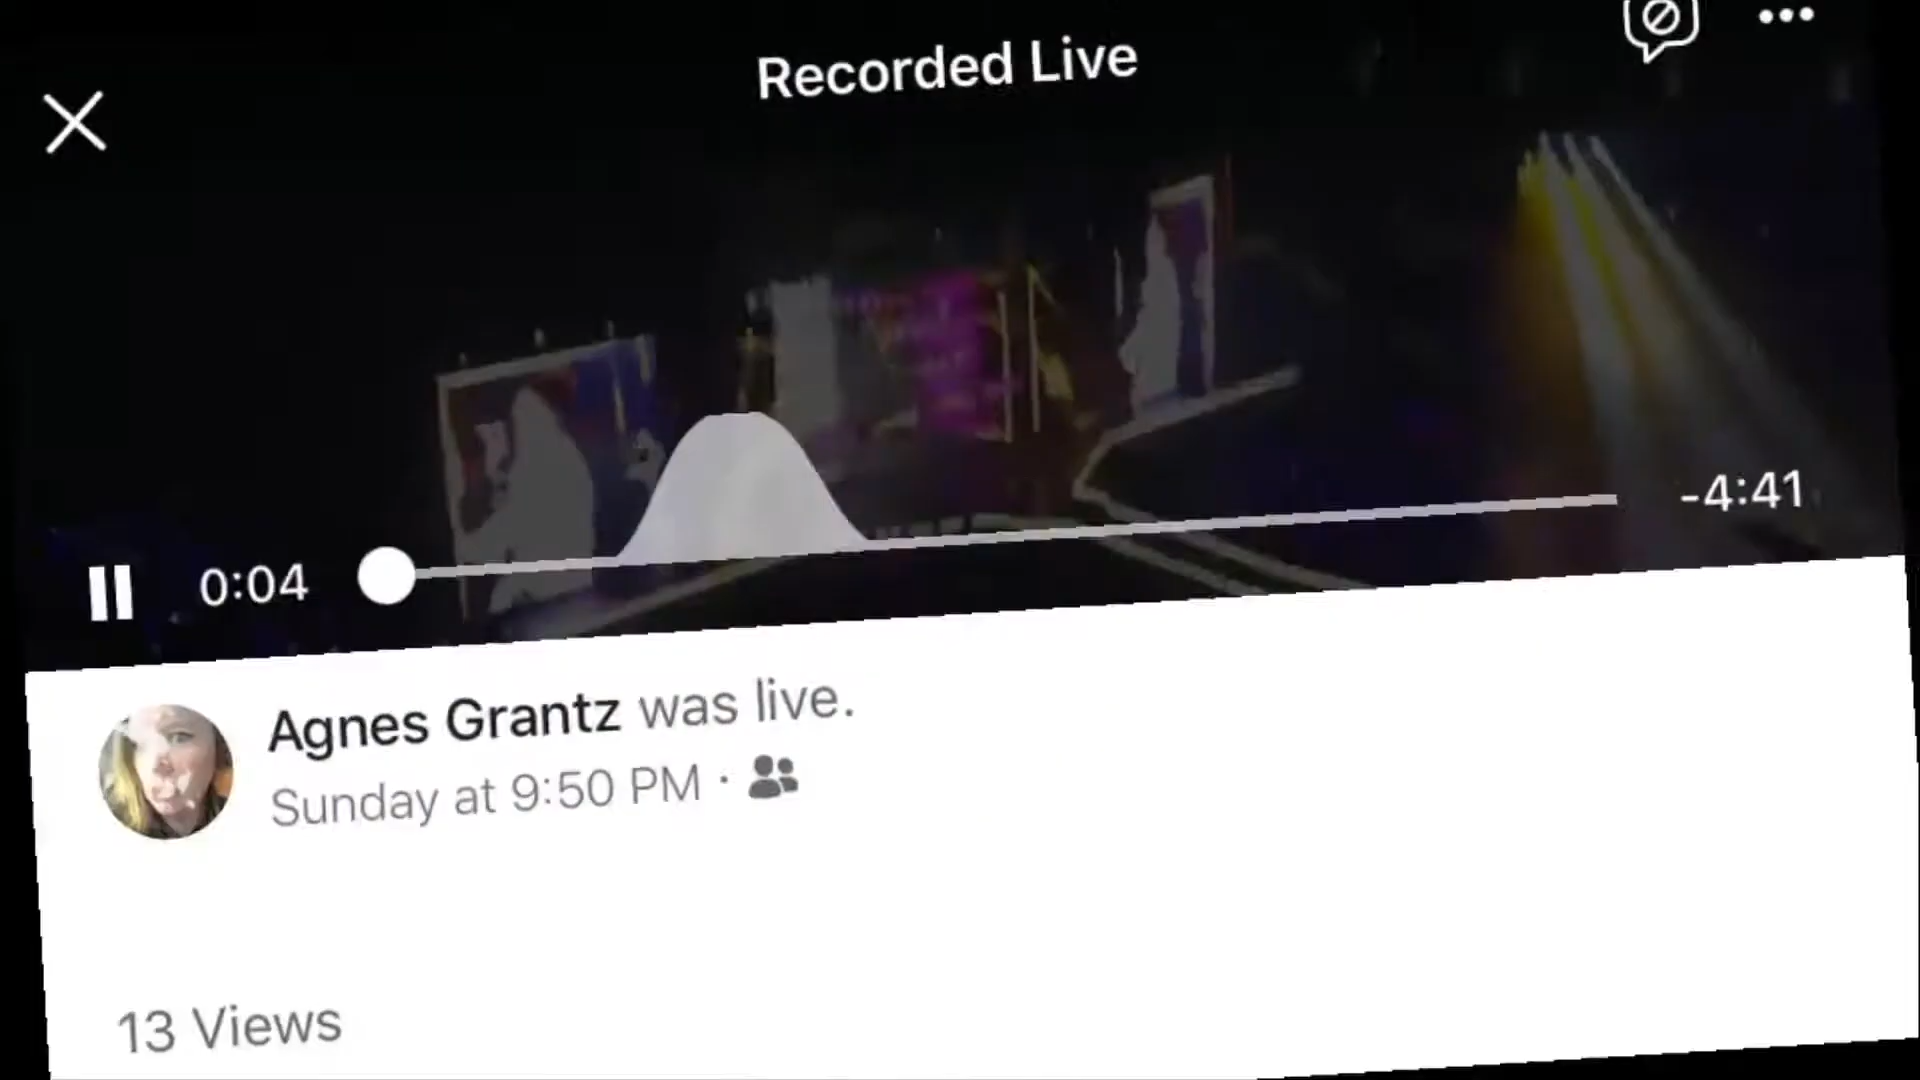 Recorded Live
0:04
-4:41
Agnes Grantz was live.
Sunday at 9:50 PM ·
13 Views